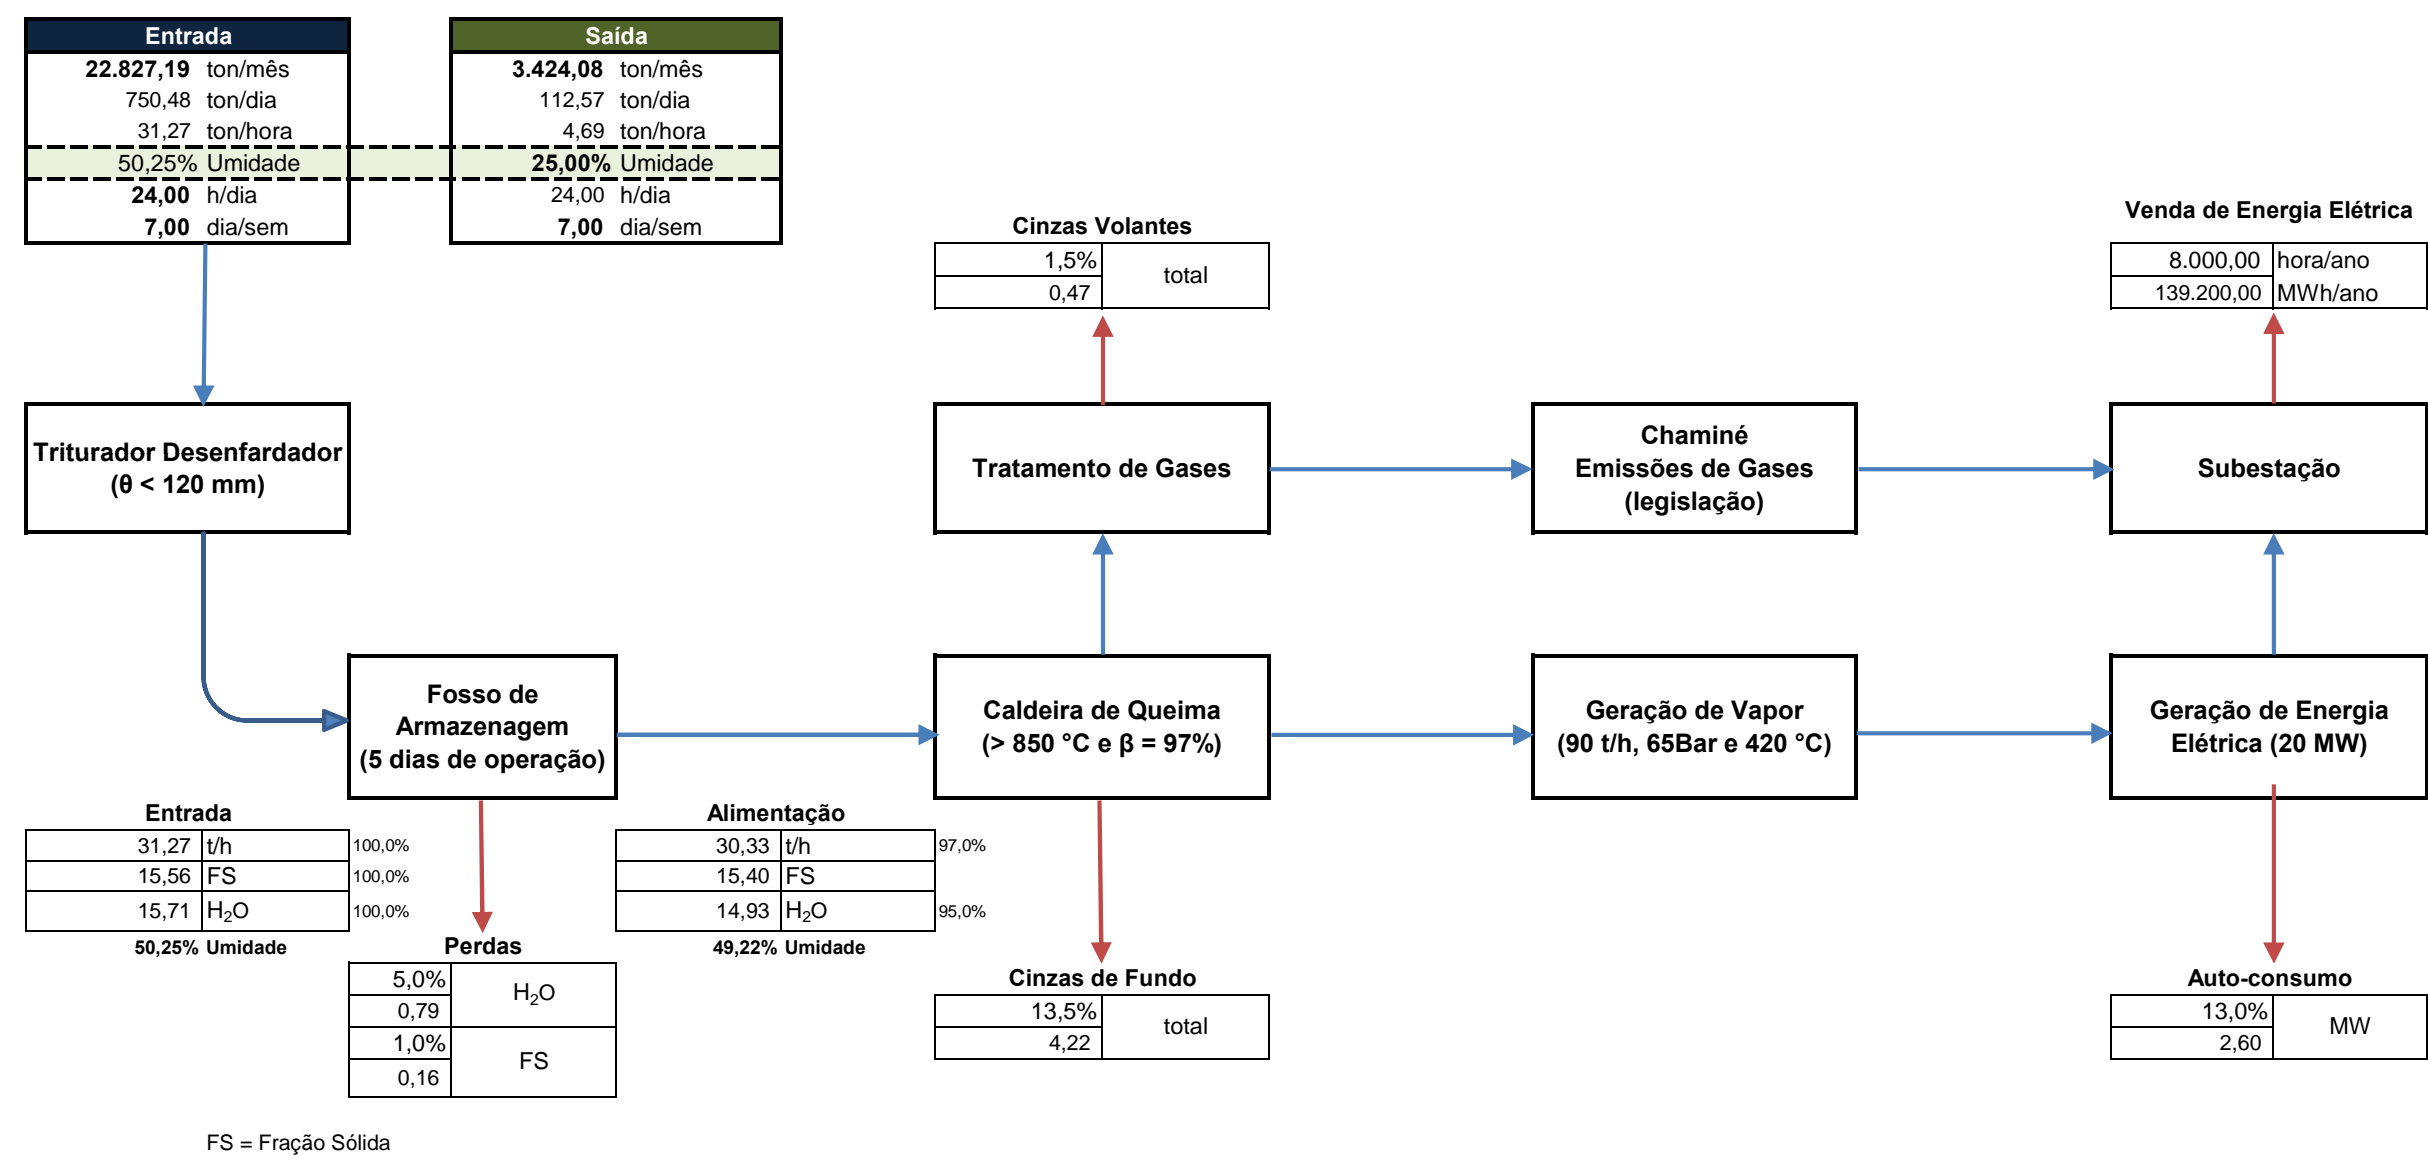 Entrada
22.827,19 ton/mês
750,48 ton/dia
31,27 ton/hora
50,25% Umidade
24,00 h/dia
7,00 dia/sem
Saída
3.424,08 ton/mês
112,57 ton/dia
4,69 ton/hora
25,00% Umidade
24,00 h/dia
7,00 dia/sem
Cinzas Volantes
1,5%
total
0,47
Venda de Energia Elétrica
8.000,00 hora/ano
139.200,00 MWh/ano
Triturador Desenfardador
(θ < 120 mm)
Tratamento de Gases
Chaminé
Emissões de Gases
(legislação)
Subestação
Fosso de
Armazenagem
(5 dias de operação)
Caldeira de Queima
(> 850 °C e β = 97%)
Geração de Vapor
(90 t/h, 65Bar e 420 °C)
Geração de Energia
Elétrica (20 MW)
Entrada
31,27 t/h 100,0%
15,56 FS 100,0%
15,71 H₂O 100,0%
50,25% Umidade
Perdas
5,0%
H₂O
0,79
1,0%
FS
0,16
Alimentação
30,33 t/h 97,0%
15,40 FS
14,93 H₂O 95,0%
49,22% Umidade
Cinzas de Fundo
13,5%
total
4,22
Auto-consumo
13,0%
MW
2,60
FS = Fração Sólida